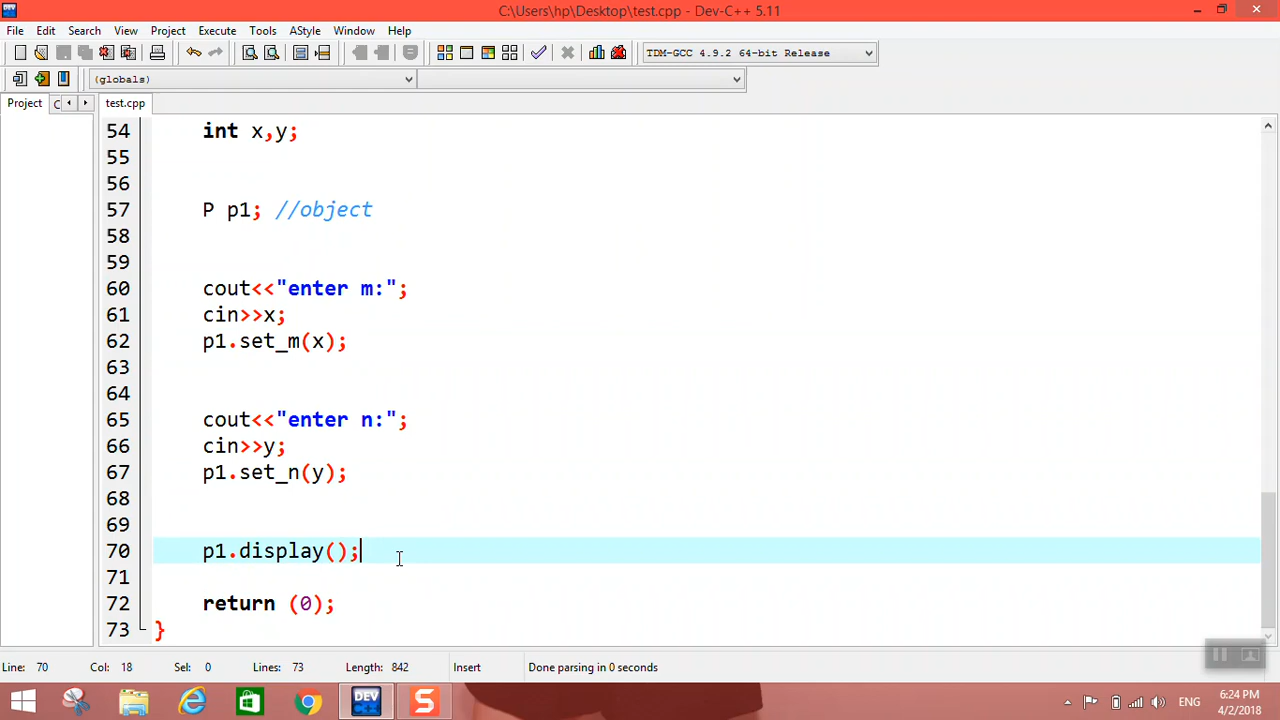 C:\Users\hp\Desktop\test.cpp - Dev-C++ 5.11
File Edit Search View Project Execute Tools AStyle Window Help
TDM-GCC 4.9.2 64-bit Release
(globals)
Project C test.cpp
54 int x,y;
55
56
57 P p1; //object
58
59
60 cout<<"enter m:";
61 cin>>x;
62 p1.set_m(x);
63
64
65 cout<<"enter n:";
66 cin>>y;
67 p1.set_n(y);
68
69
70 p1.display();
71
72 return (0);
73 }
Line: 70 Col: 18 Sel: 0 Lines: 73 Length: 842 Insert Done parsing in 0 seconds
DEV S ENG 6:24 PM
4/2/2018